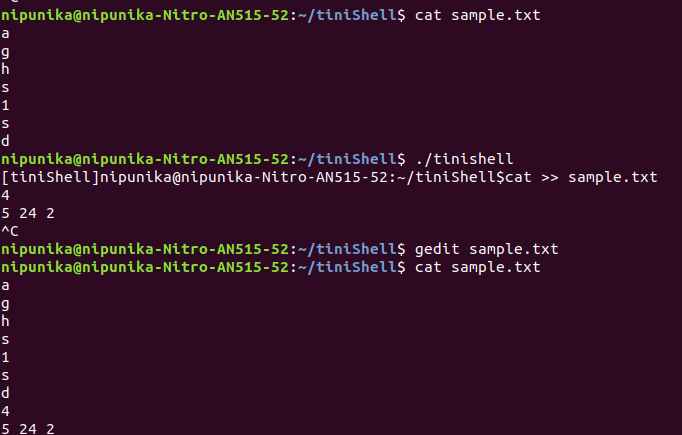 nipunika@nipunika-Nitro-AN515-52:~/tiniShell$ cat sample.txt
a
g
h
s
1
s
d
nipunika@nipunika-Nitro-AN515-52:~/tiniShell$ ./tinishell
[tiniShell]nipunika@nipunika-Nitro-AN515-52:~/tiniShell$cat >> sample.txt
4
5 24 2
^C
nipunika@nipunika-Nitro-AN515-52:~/tiniShell$ gedit sample.txt
nipunika@nipunika-Nitro-AN515-52:~/tiniShell$ cat sample.txt
a
g
h
s
1
s
d
4
5 24 2